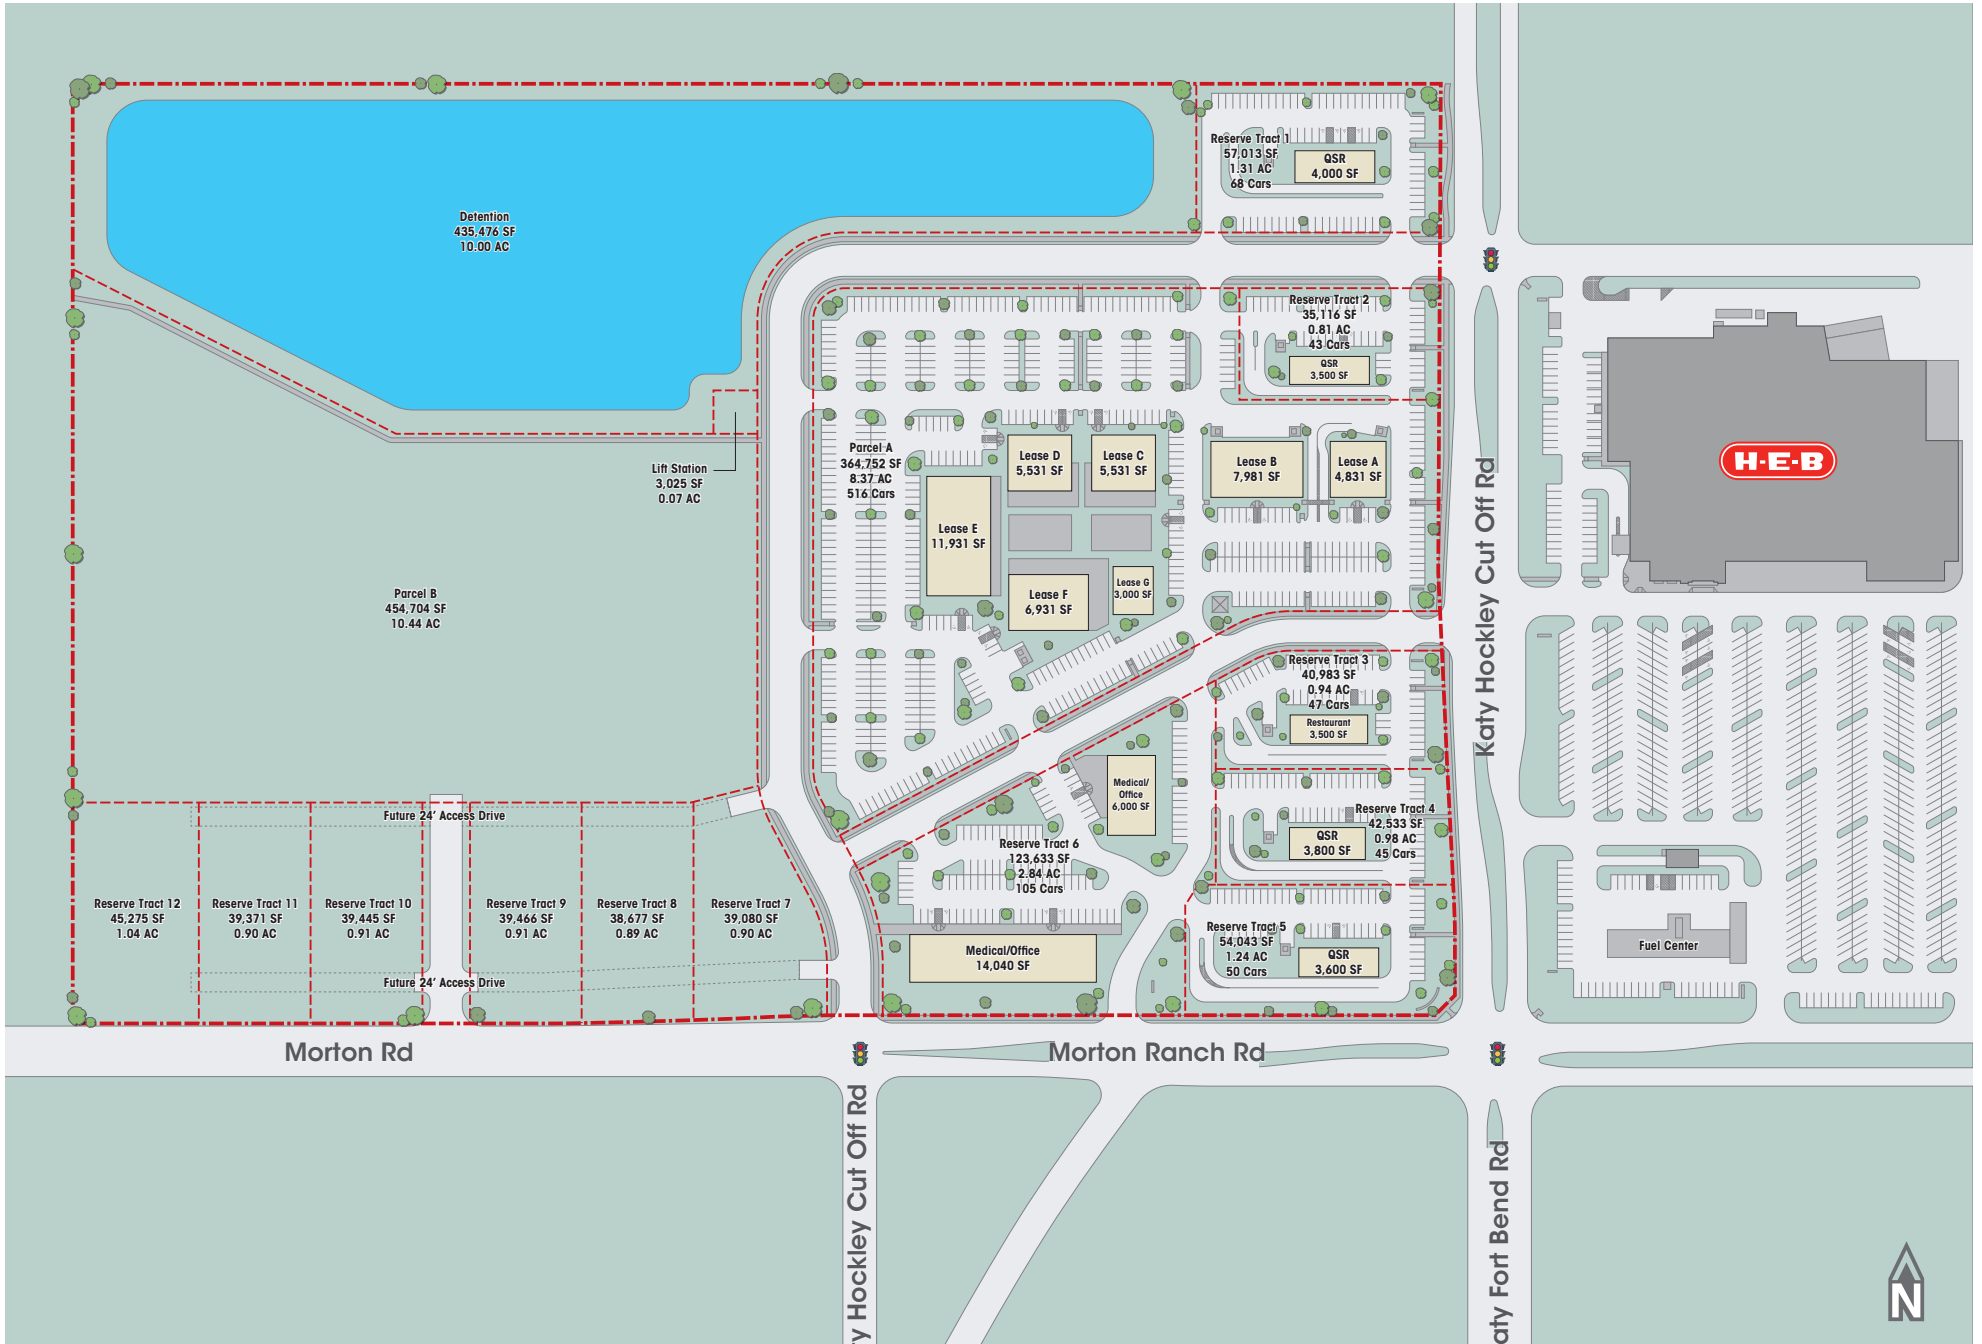 Reserve Tract 1
57,013 SF
1.31 AC
68 Cars
QSR
4,000 SF
Detention
435,476 SF
10.00 AC
Reserve Tract 2
35,116 SF
0.81 AC
43 Cars
QSR
3,500 SF
Parcel A
364,752 SF
8.37 AC
516 Cars
Lease D
5,531 SF
Lease C
5,531 SF
Lease B
7,981 SF
Lease A
4,831 SF
H-E-B
Lift Station
3,025 SF
0.07 AC
Lease E
11,931 SF
Lease F
6,931 SF
Lease G
3,000 SF
Katy Hockley Cut Off Rd
Parcel B
454,704 SF
10.44 AC
Reserve Tract 3
40,983 SF
0.94 AC
47 Cars
Restaurant
3,500 SF
Medical/
Office
6,000 SF
Reserve Tract 4
42,533 SF
0.98 AC
45 Cars
QSR
3,800 SF
Future 24' Access Drive
Reserve Tract 6
123,633 SF
2.84 AC
105 Cars
Reserve Tract 12
45,275 SF
1.04 AC
Reserve Tract 11
39,371 SF
0.90 AC
Reserve Tract 10
39,445 SF
0.91 AC
Reserve Tract 9
39,466 SF
0.91 AC
Reserve Tract 8
38,677 SF
0.89 AC
Reserve Tract 7
39,080 SF
0.90 AC
Medical/Office
14,040 SF
Reserve Tract 5
54,043 SF
1.24 AC
50 Cars
QSR
3,600 SF
Fuel Center
Future 24' Access Drive
Morton Rd
Morton Ranch Rd
y Hockley Cut Off Rd
aty Fort Bend Rd
N